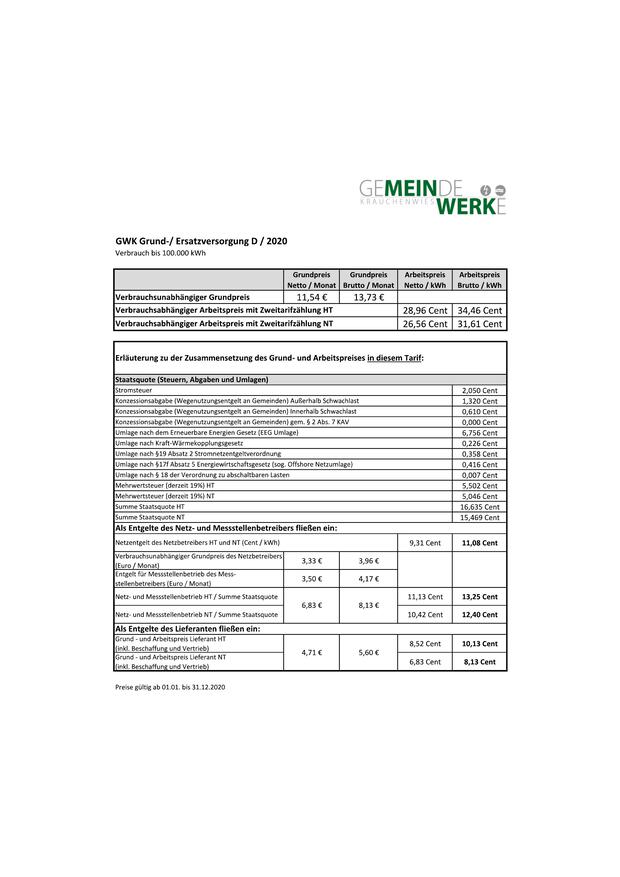 GEMEINDE
KRAUCHENWIES WERKE
GWK Grund-/ Ersatzversorgung D / 2020
Verbrauch bis 100.000 kWh
Grundpreis Grundpreis Arbeitspreis Arbeitspreis
Netto / Monat Brutto / Monat Netto / kWh Brutto / kWh
Verbrauchsunabhängiger Grundpreis 11,54 € 13,73 €
Verbrauchsabhängiger Arbeitspreis mit Zweitarifzählung HT 28,96 Cent 34,46 Cent
Verbrauchsabhängiger Arbeitspreis mit Zweitarifzählung NT 26,56 Cent 31,61 Cent
Erläuterung zu der Zusammensetzung des Grund- und Arbeitspreises in diesem Tarif:
Staatsquote (Steuern, Abgaben und Umlagen)
Stromsteuer 2,050 Cent
Konzessionsabgabe (Wegenutzungsentgelt an Gemeinden) Außerhalb Schwachlast 1,320 Cent
Konzessionsabgabe (Wegenutzungsentgelt an Gemeinden) Innerhalb Schwachlast 0,610 Cent
Konzessionsabgabe (Wegenutzungsentgelt an Gemeinden) gem. § 2 Abs. 7 KAV 0,000 Cent
Umlage nach dem Erneuerbare Energien Gesetz (EEG Umlage) 6,756 Cent
Umlage nach Kraft-Wärmekopplungsgesetz 0,226 Cent
Umlage nach §19 Absatz 2 Stromnetzentgeltverordnung 0,358 Cent
Umlage nach §17f Absatz 5 Energiewirtschaftsgesetz (sog. Offshore Netzumlage) 0,416 Cent
Umlage nach § 18 der Verordnung zu abschaltbaren Lasten 0,007 Cent
Mehrwertsteuer (derzeit 19%) HT 5,502 Cent
Mehrwertsteuer (derzeit 19%) NT 5,046 Cent
Summe Staatsquote HT 16,635 Cent
Summe Staatsquote NT 15,469 Cent
Als Entgelte des Netz- und Messstellenbetreibers fließen ein:
Netzentgelt des Netzbetreibers HT und NT (Cent / kWh) 9,31 Cent 11,08 Cent
Verbrauchsunabhängiger Grundpreis des Netzbetreibers
(Euro / Monat) 3,33 € 3,96 €
Entgelt für Messstellenbetrieb des Mess-
stellenbetreibers (Euro / Monat) 3,50 € 4,17 €
Netz- und Messstellenbetrieb HT / Summe Staatsquote 11,13 Cent 13,25 Cent
6,83 € 8,13 €
Netz- und Messstellenbetrieb NT / Summe Staatsquote 10,42 Cent 12,40 Cent
Als Entgelte des Lieferanten fließen ein:
Grund - und Arbeitspreis Lieferant HT
(inkl. Beschaffung und Vertrieb) 8,52 Cent 10,13 Cent
4,71 € 5,60 €
Grund - und Arbeitspreis Lieferant NT
(inkl. Beschaffung und Vertrieb) 6,83 Cent 8,13 Cent
Preise gültig ab 01.01. bis 31.12.2020